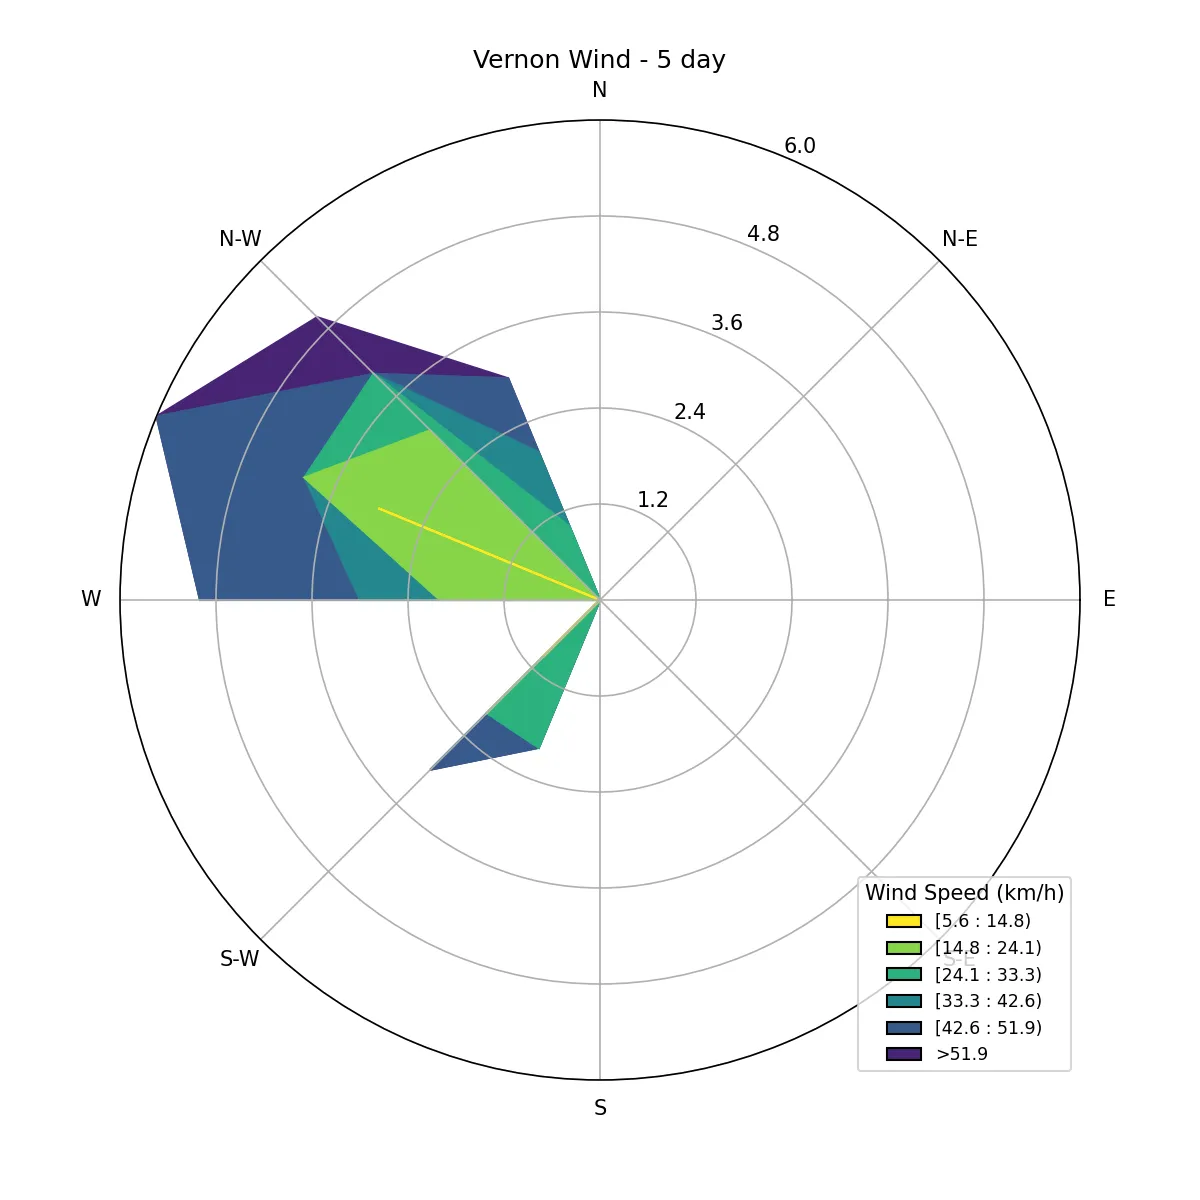 Vernon Wind - 5 day
N
6.0
N-W
N-E
4.8
3.6
2.4
1.2
W
E
Wind Speed (km/h)
[5.6 : 14.8)
[14.8 : 24.1)
S-W
S-E
[24.1 : 33.3)
[33.3 : 42.6)
[42.6 : 51.9)
>51.9
S